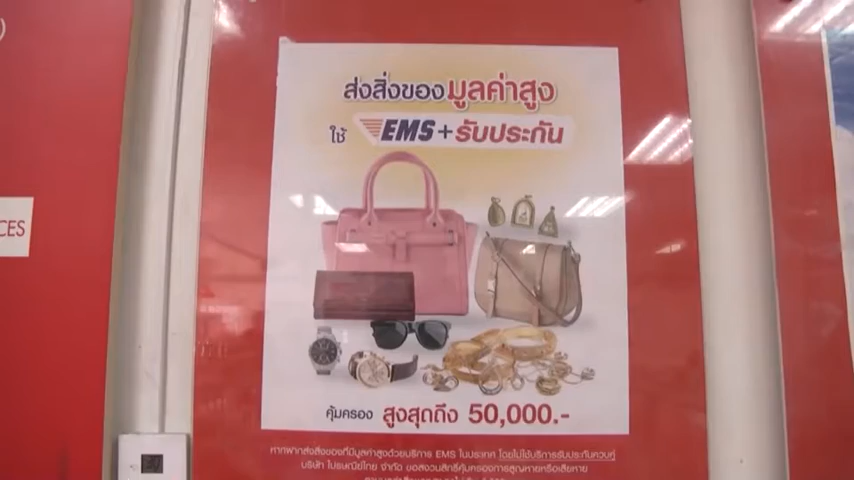 CES
ส่งสิ่งของมูลค่าสูง
ใช้ EMS+รับประกัน
คุ้มครอง สูงสุดถึง 50,000.-
หากฝากส่งสิ่งของที่มีมูลค่าสูงด้วยบริการ EMS ในประเทศ โดยไม่ใช้บริการรับประกันควบคู่
บริษัท ไปรษณีย์ไทย จำกัด ขอสงวนสิทธิ์คุ้มครองการสูญหายหรือเสียหาย